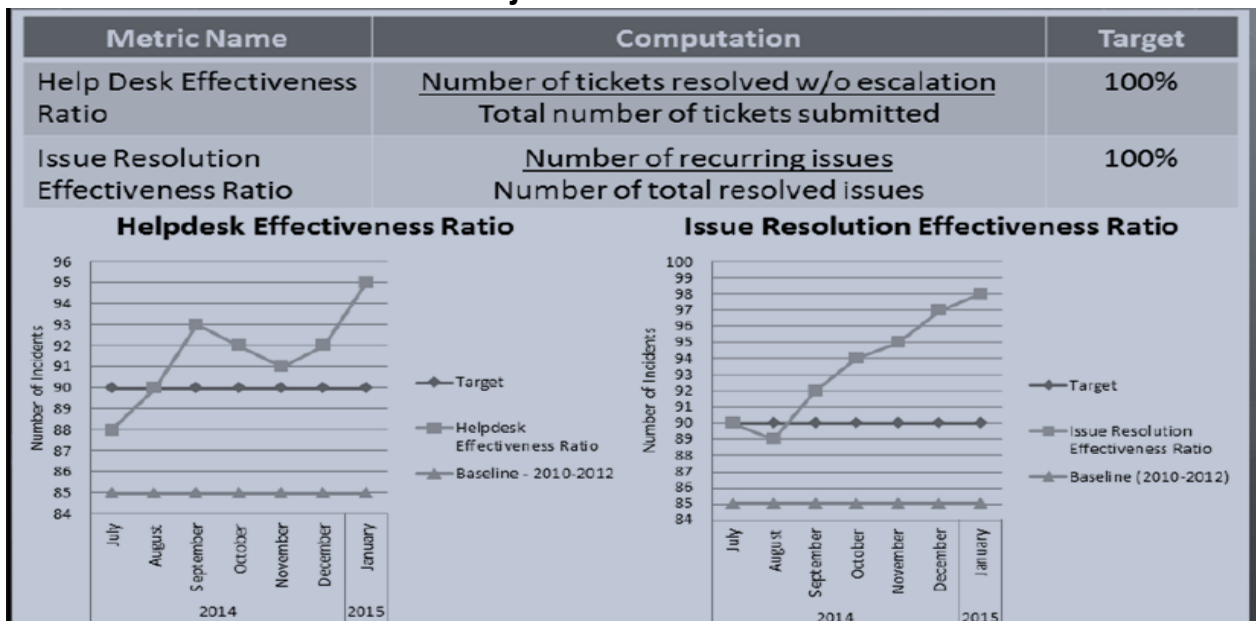 Metric Name
Computation
Target
Help Desk Effectiveness
Ratio
Number of tickets resolved w/o escalation
Total number of tickets submitted
100%
Issue Resolution
Effectiveness Ratio
Number of recurring issues
Number of total resolved issues
100%
Helpdesk Effectiveness Ratio
96
95
94
93
92
91
90
89
88
87
86
85
84
Number of Incidents
July
August
September
October
November
December
January
2014
2015
Target
Helpdesk
Effectiveness Ratio
Baseline - 2010-2012
Issue Resolution Effectiveness Ratio
100
99
98
97
96
95
94
93
92
91
90
89
88
87
86
85
84
Number of Incidents
July
August
September
October
November
December
January
2014
2015
Target
Issue Resolution
Effectiveness Ratio
Baseline (2010-2012)